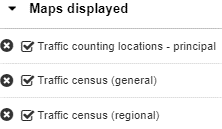 Maps displayed
Traffic counting locations - principal
Traffic census (general)
Traffic census (regional)